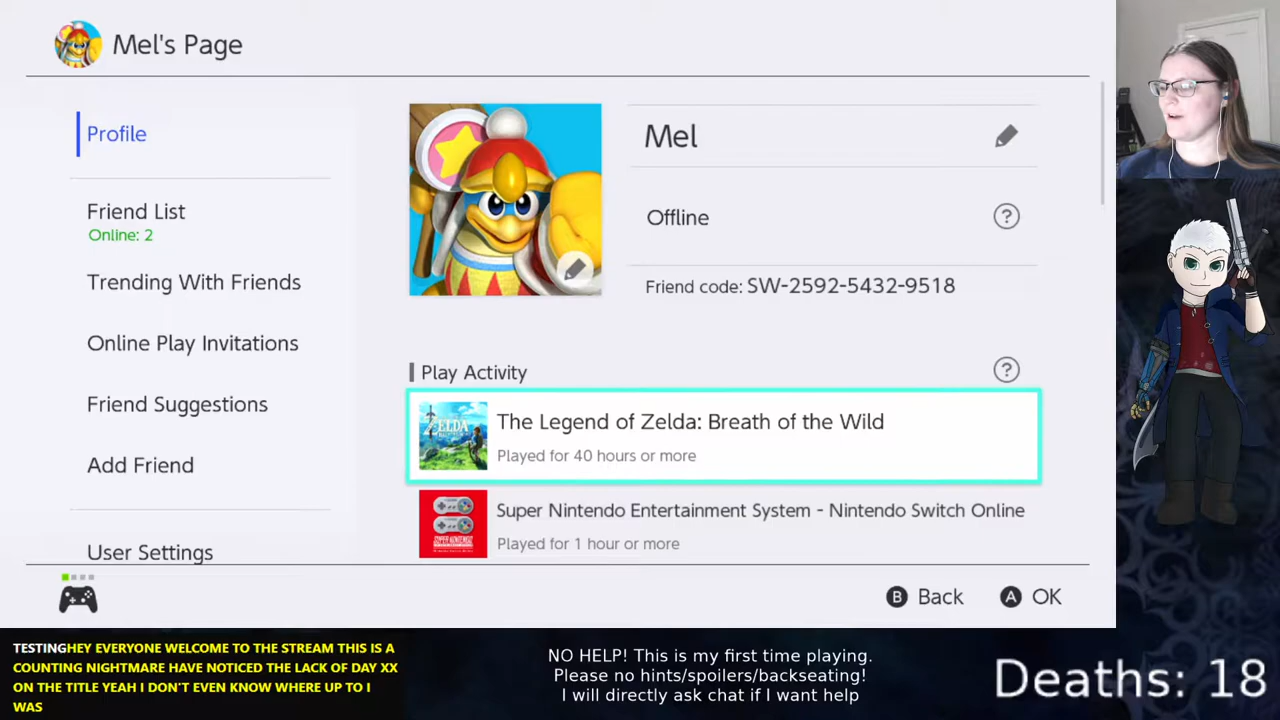 Mel's Page
Profile
Friend List
Online: 2
Trending With Friends
Online Play Invitations
Friend Suggestions
Add Friend
User Settings
Mel
Offline
Friend code: SW-2592-5432-9518
Play Activity
ZELDA
The Legend of Zelda: Breath of the Wild
Played for 40 hours or more
Super Nintendo Entertainment System - Nintendo Switch Online
Played for 1 hour or more
B Back
A OK
TESTINGHEY EVERYONE WELCOME TO THE STREAM THIS IS A
COUNTING NIGHTMARE HAVE NOTICED THE LACK OF DAY XX
ON THE TITLE YEAH I DON'T EVEN KNOW WHERE UP TO I
WAS
NO HELP! This is my first time playing.
Please no hints/spoilers/backseating!
I will directly ask chat if I want help
Deaths: 18